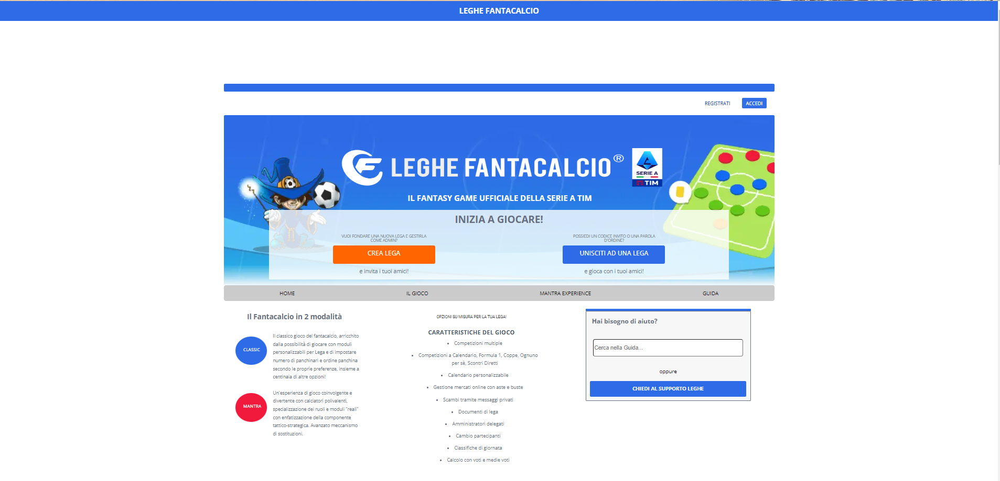 LEGHE FANTACALCIO
REGISTRATI
ACCEDI
LEGHE FANTACALCIO®
SERIE A
TIM
IL FANTASY GAME UFFICIALE DELLA SERIE A TIM
INIZIA A GIOCARE!
VUOI FONDARE UNA NUOVA LEGA E GESTIRLA
COME ADMIN?
CREA LEGA
e invita i tuoi amici!
POSSIEDI UN CODICE INVITO O UNA PAROLA
D'ORDINE?
UNISCITI AD UNA LEGA
e gioca con i tuoi amici!
HOME
IL GIOCO
MANTRA EXPERIENCE
GUIDA
Il Fantacalcio in 2 modalità
CLASSIC
Il classico gioco del fantacalcio, arricchito
dalla possibilità di giocare con moduli
personalizzabili per Lega e di impostare
numero di panchinari e ordine panchina
secondo le proprie preferenze, insieme a
centinaia di altre opzioni!
MANTRA
Un'esperienza di gioco coinvolgente e
divertente con calciatori polivalenti,
specializzazione dei ruoli e moduli "reali"
con enfatizzazione della componente
tattico-strategica. Avanzato meccanismo
di sostituzioni.
OPZIONI SU MISURA PER LA TUA LEGA!
CARATTERISTICHE DEL GIOCO
• Competizioni multiple
• Competizioni a Calendario, Formula 1, Coppe, Ognuno
per sè, Scontri Diretti
• Calendario personalizzabile
• Gestione mercati online con aste e buste
• Scambi tramite messaggi privati
• Documenti di lega
• Amministratori delegati
• Cambio partecipanti
• Classifiche di giornata
• Calcolo con voti e medie voti
Hai bisogno di aiuto?
Cerca nella Guida...
oppure
CHIEDI AL SUPPORTO LEGHE